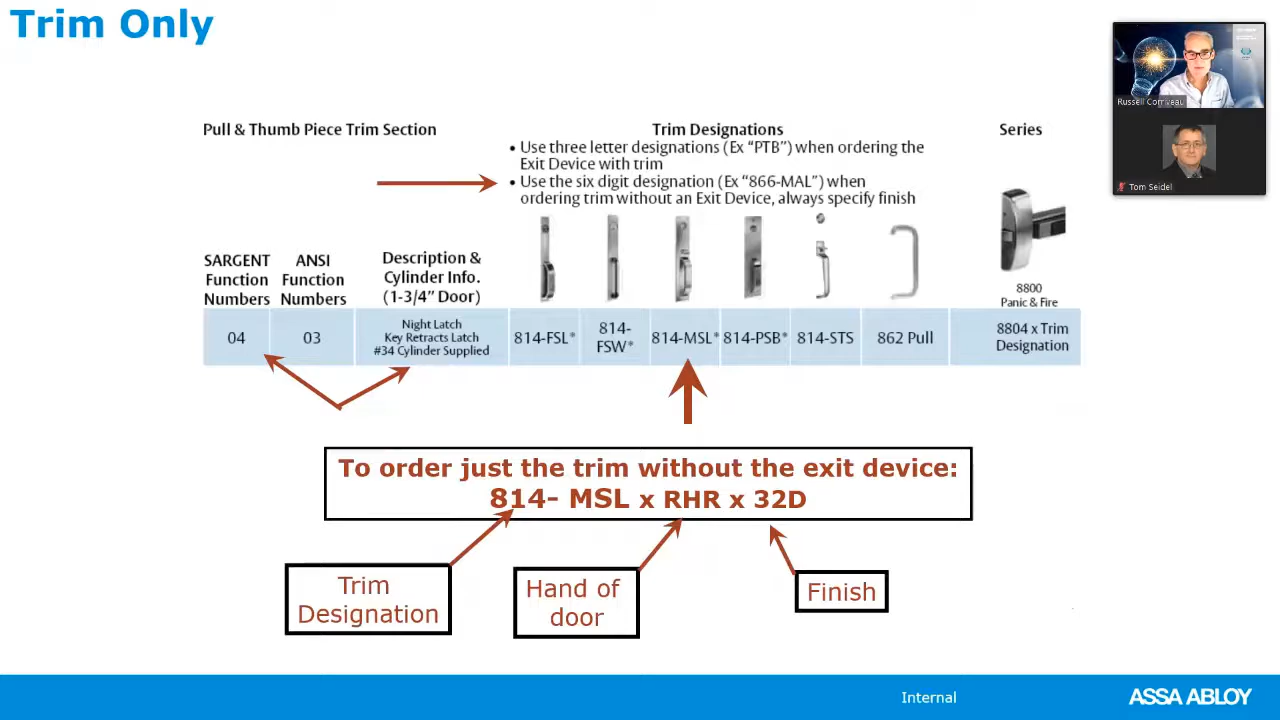 Trim Only
Russell Corriveau
Tom Seidel
Pull & Thumb Piece Trim Section
Trim Designations
Series
• Use three letter designations (Ex “PTB”) when ordering the
Exit Device with trim
• Use the six digit designation (Ex “866-MAL”) when
ordering trim without an Exit Device, always specify finish
SARGENT
Function
Numbers
ANSI
Function
Numbers
Description &
Cylinder Info.
(1-3/4” Door)
8800
Panic & Fire
04
03
Night Latch
Key Retracts Latch
#34 Cylinder Supplied
814-FSL*
814-
FSW*
814-MSL*
814-PSB*
814-STS
862 Pull
8804 x Trim
Designation
To order just the trim without the exit device:
814- MSL x RHR x 32D
Trim
Designation
Hand of
door
Finish
Internal
ASSA ABLOY